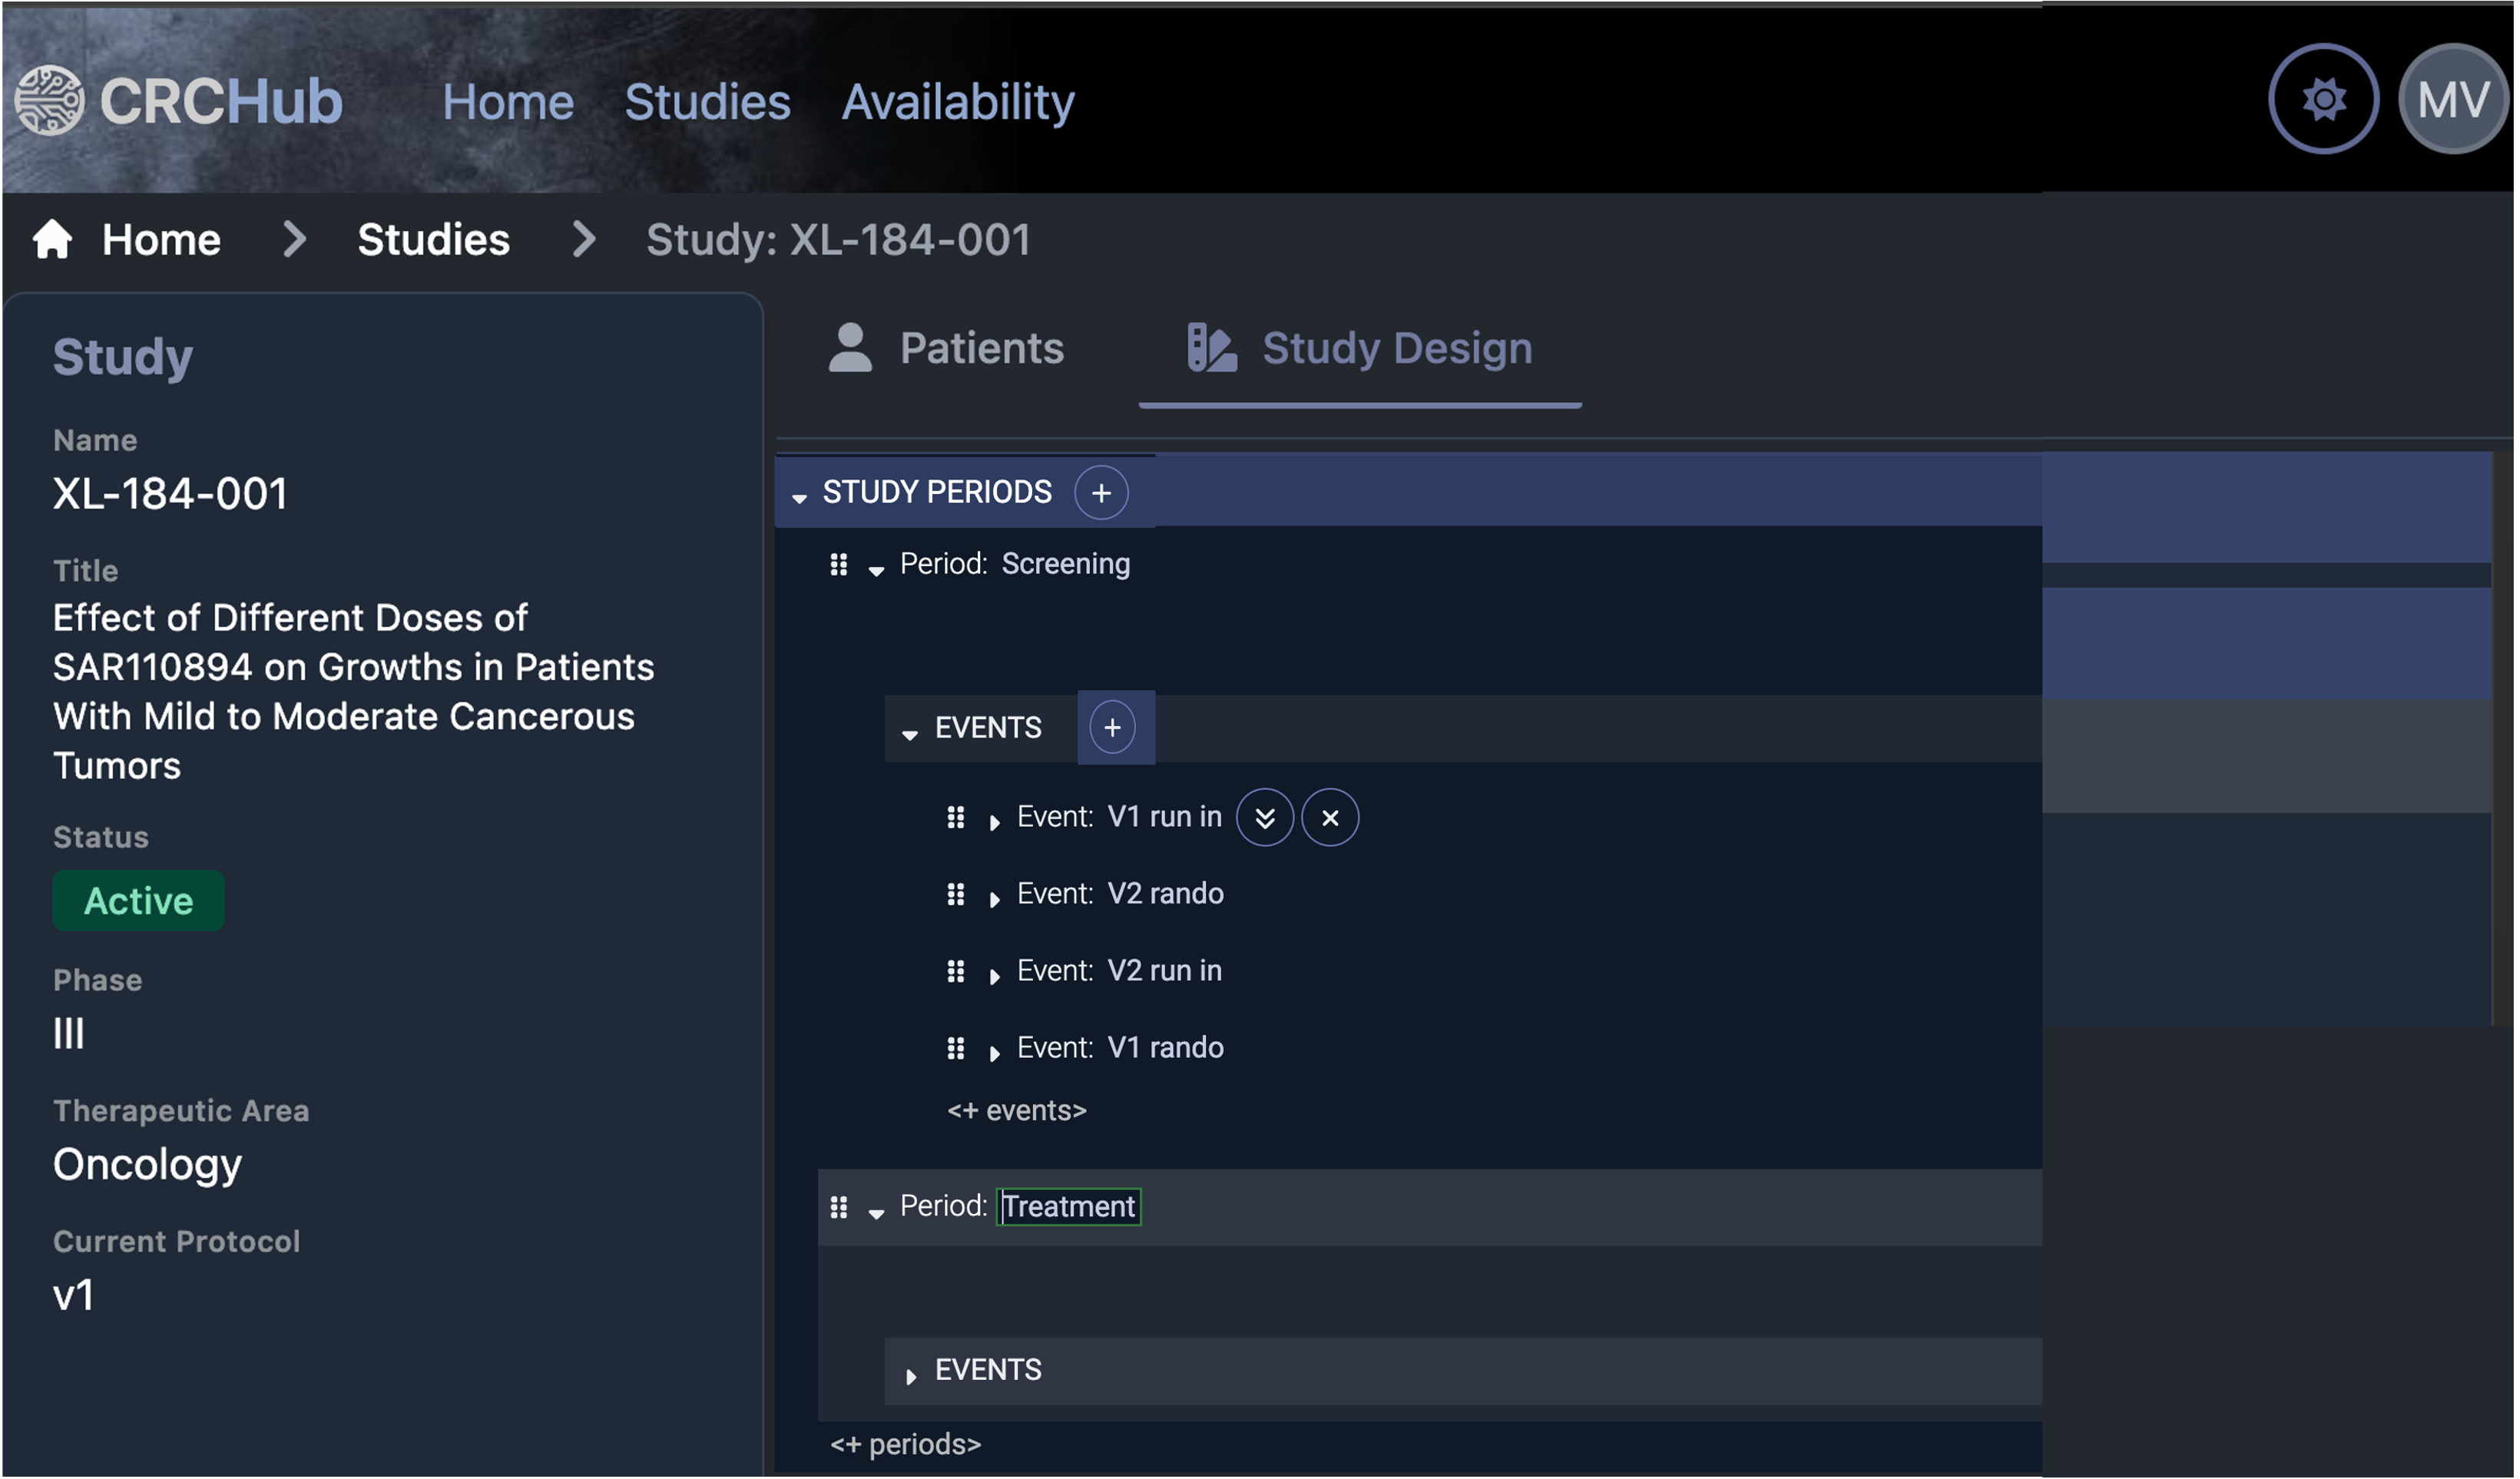 CRCHub
Home Studies Availability
MV
Home > Studies > Study: XL-184-001
Study
Name
XL-184-001
Title
Effect of Different Doses of
SAR110894 on Growths in Patients
With Mild to Moderate Cancerous
Tumors
Status
Active
Phase
III
Therapeutic Area
Oncology
Current Protocol
v1
Patients Study Design
STUDY PERIODS +
Period: Screening
EVENTS +
Event: V1 run in
Event: V2 rando
Event: V2 run in
Event: V1 rando
<+ events>
Period: Treatment
EVENTS
<+ periods>